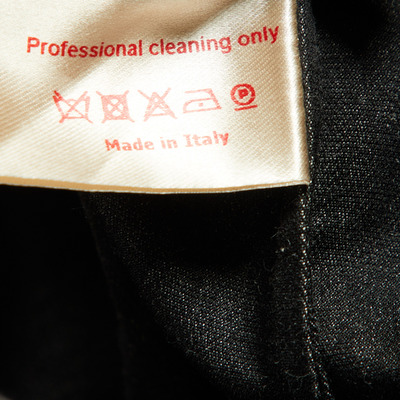 Professional cleaning only
P
Made in Italy